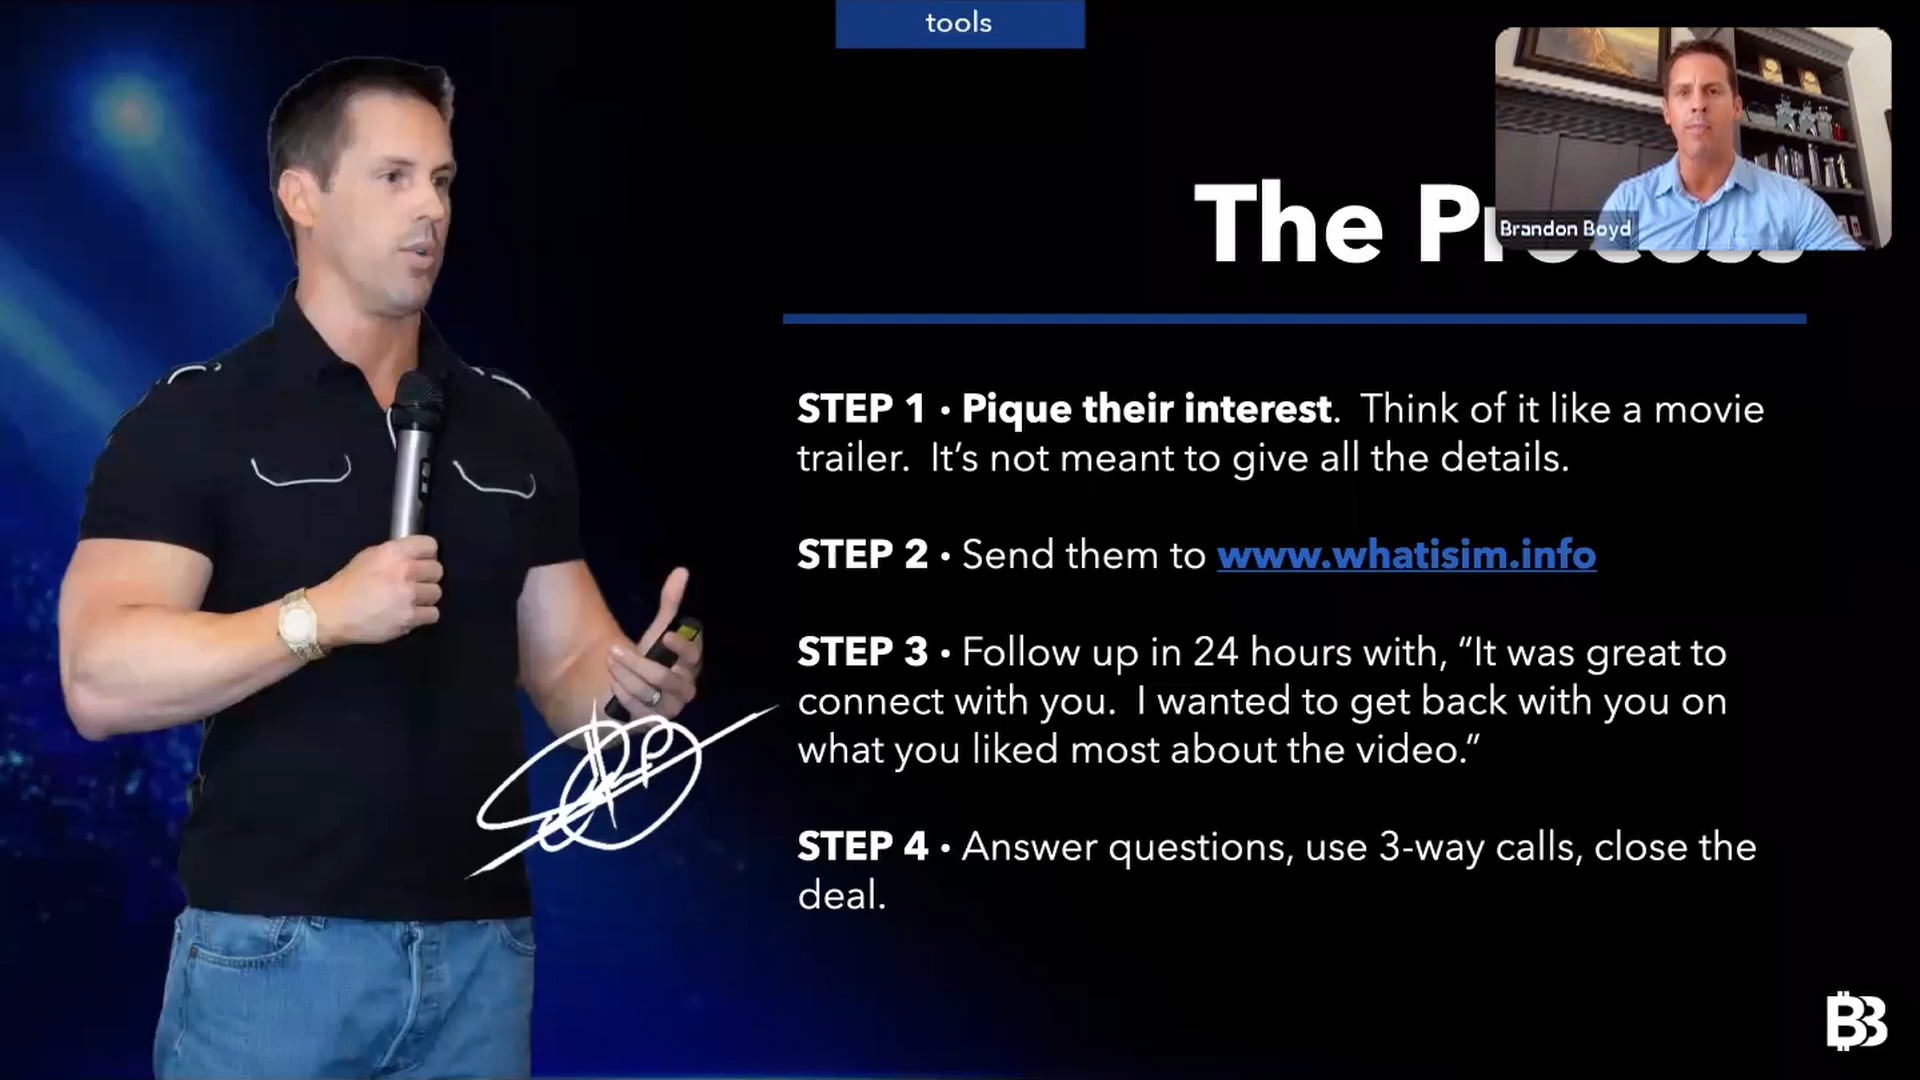 tools
The Process
Brandon Boyd
STEP 1 • Pique their interest. Think of it like a movie
trailer. It’s not meant to give all the details.
STEP 2 • Send them to www.whatisim.info
STEP 3 • Follow up in 24 hours with, “It was great to
connect with you. I wanted to get back with you on
what you liked most about the video.”
STEP 4 • Answer questions, use 3-way calls, close the
deal.